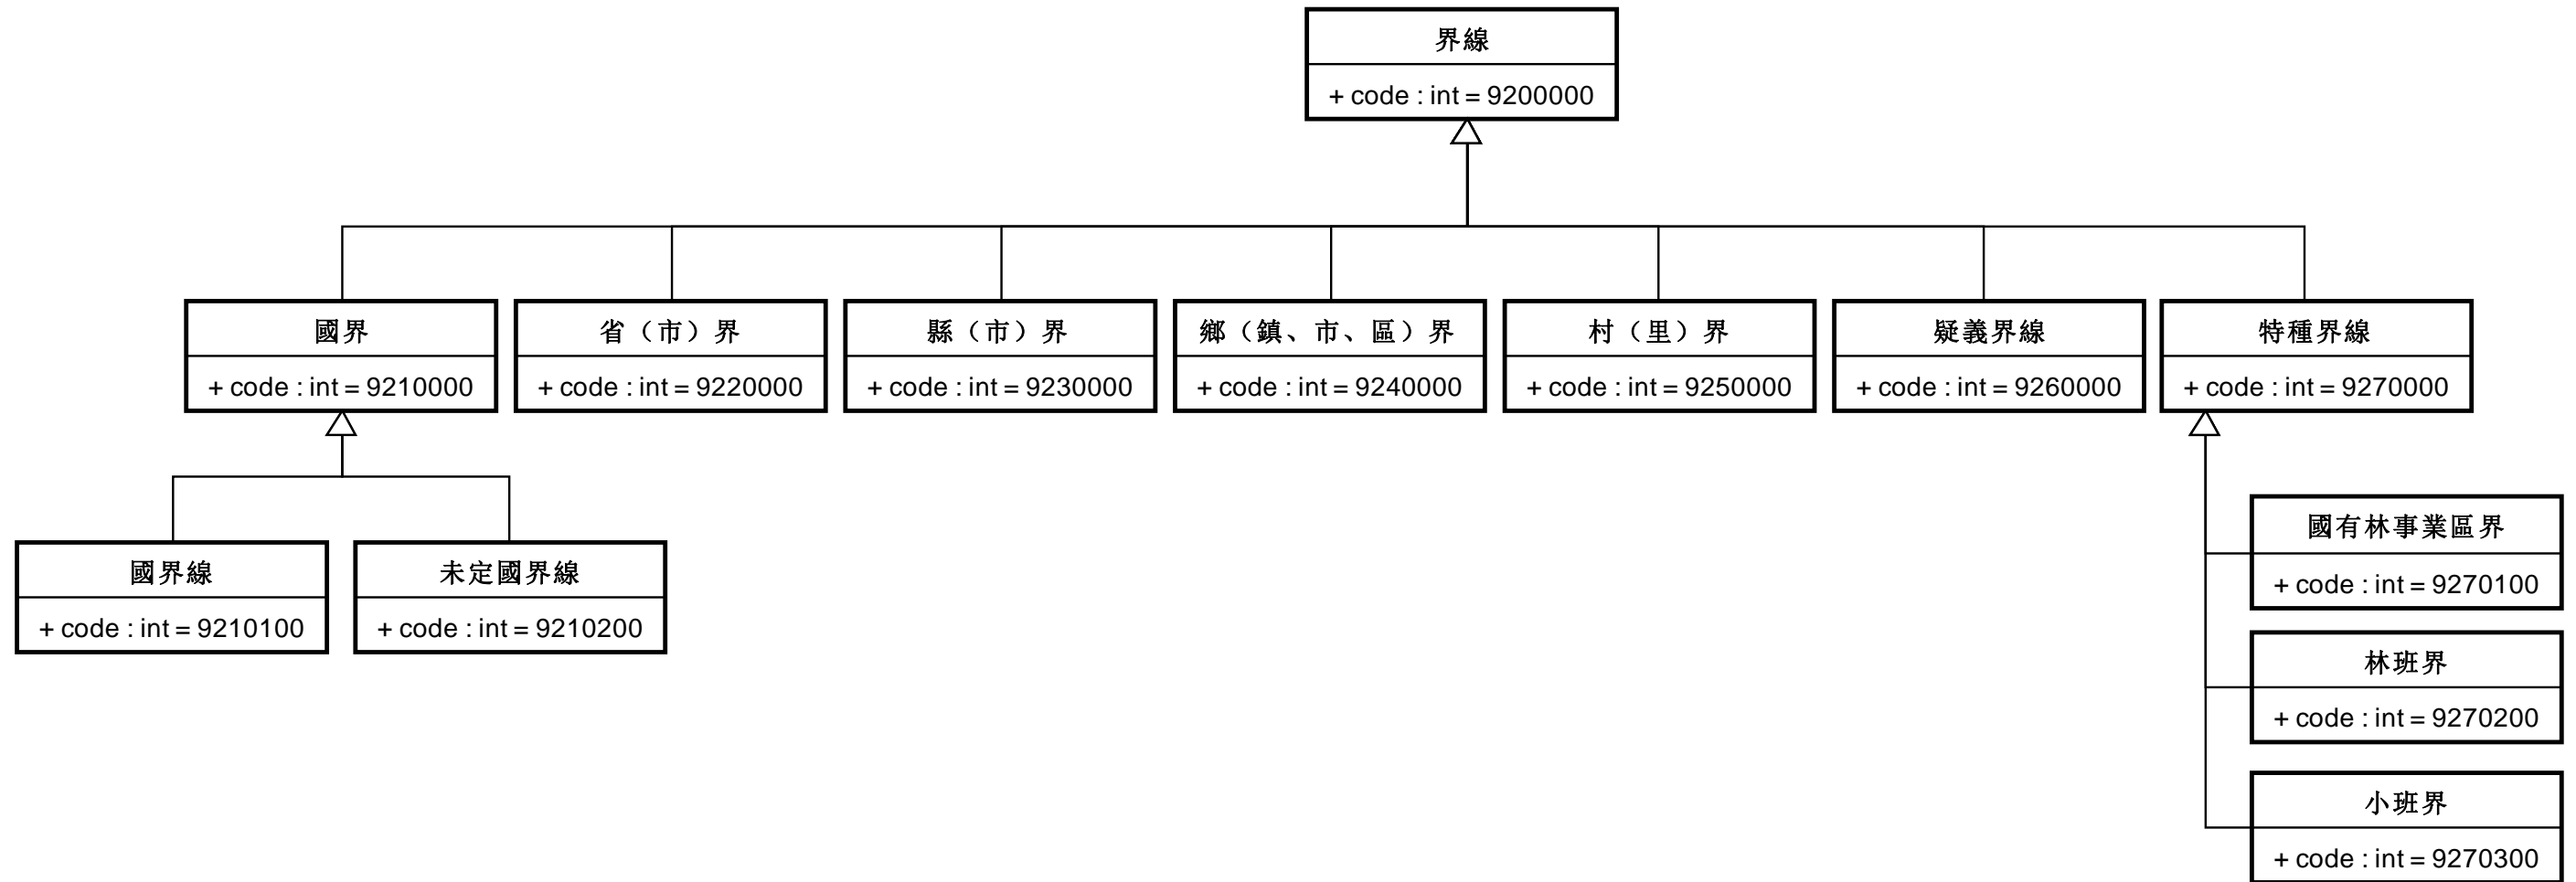 界線
+ code : int = 9200000
國界
+ code : int = 9210000
省（市）界
+ code : int = 9220000
縣（市）界
+ code : int = 9230000
鄉（鎮、市、區）界
+ code : int = 9240000
村（里）界
+ code : int = 9250000
疑義界線
+ code : int = 9260000
特種界線
+ code : int = 9270000
國界線
+ code : int = 9210100
未定國界線
+ code : int = 9210200
國有林事業區界
+ code : int = 9270100
林班界
+ code : int = 9270200
小班界
+ code : int = 9270300